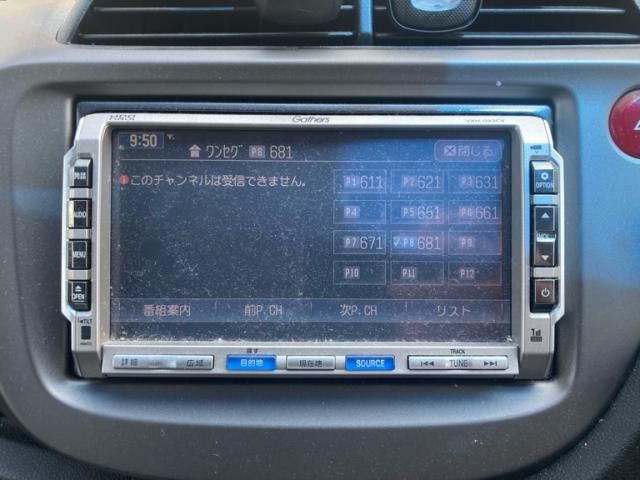 Gathers
9:50
ワンセグ P8 681
閉じる
このチャンネルは受信できません。
P1 611 P2 621 P3 631
P4 P5 651 P6 661
P7 671 P8 681 P9
P10 P11 P12
番組案内 前P.CH 次P.CH リスト
AUDIO
MENU
OPEN
TILT
OPTION
探す
詳細 広域 目的地 現在地 SOURCE
TRACK
TUNE